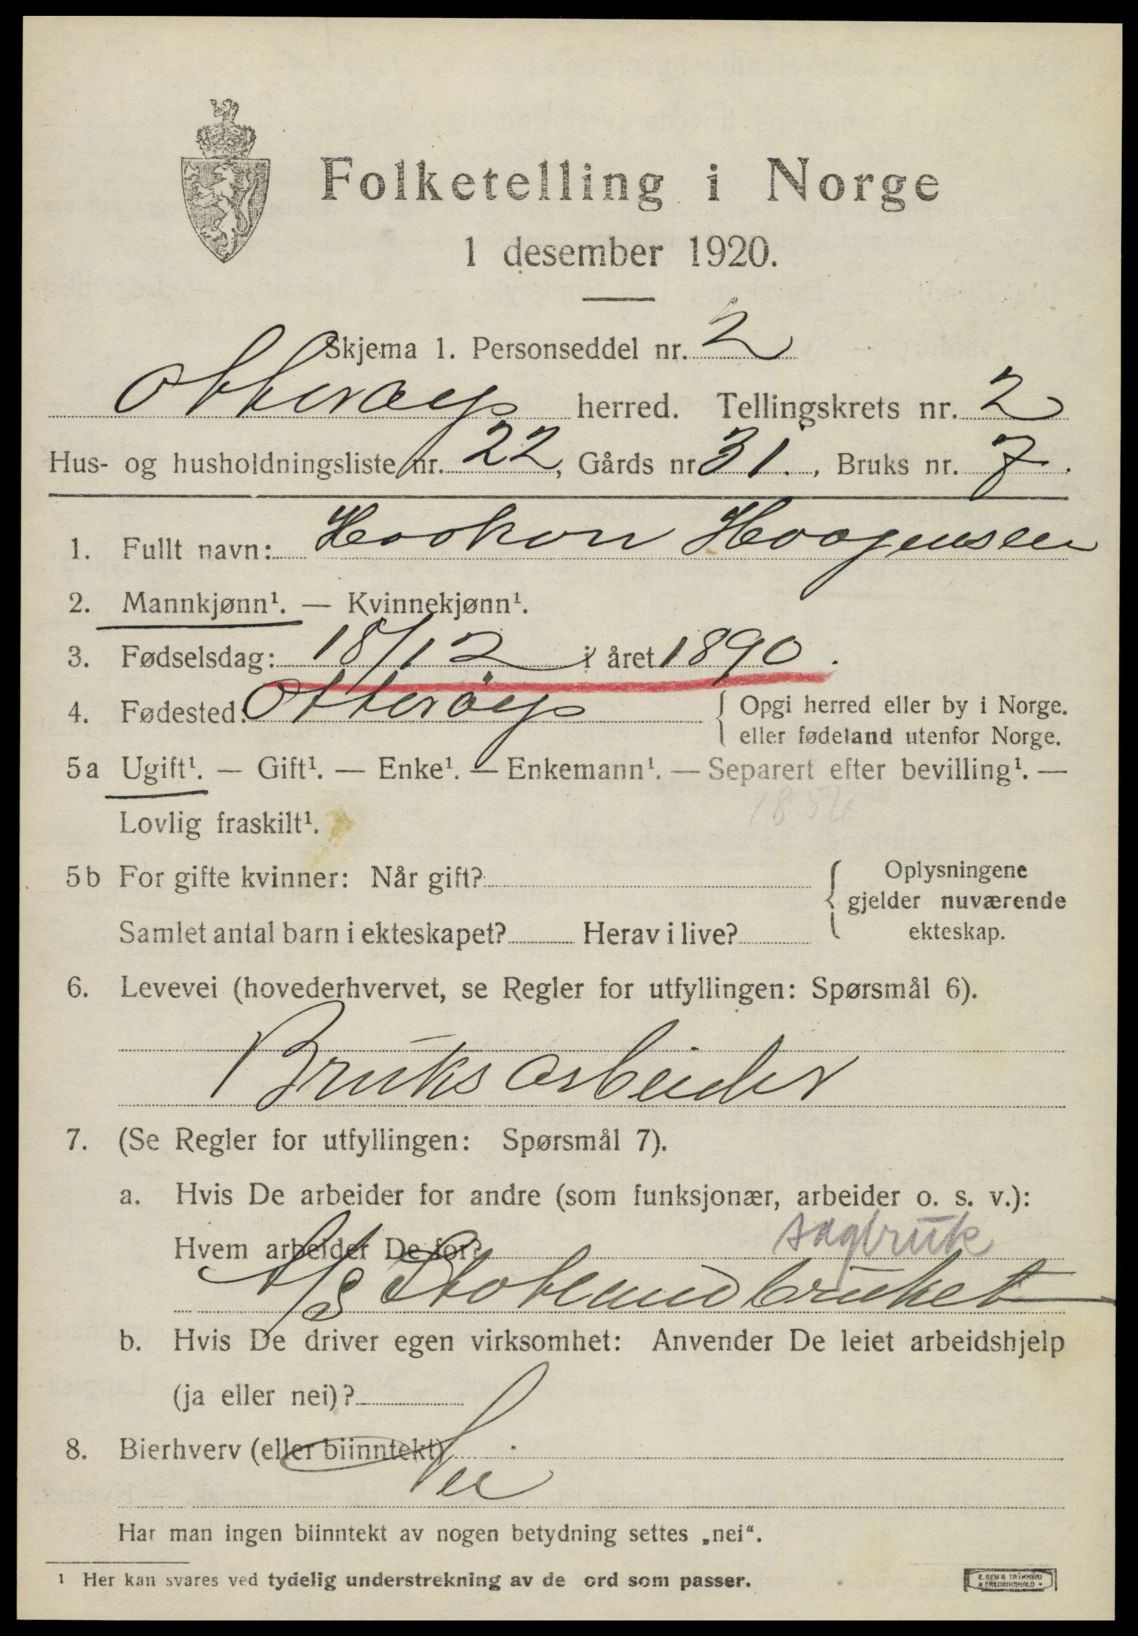 Folketelling i Norge
1 desember 1920.
Skjema 1. Personseddel nr. 2
Otterøys herred. Tellingskrets nr. 2
Hus- og husholdningsliste nr. 22, Gårds nr. 31., Bruks nr. 7.
1. Fullt navn: Haakon Haagensen
2. Mannkjønn¹. — Kvinnekjønn¹.
3. Fødselsdag: 18/12 i året 1890.
4. Fødested: Otterøys { Opgi herred eller by i Norge.
eller fødeland utenfor Norge.
5a Ugift¹. — Gift¹. — Enke¹. — Enkemann¹. — Separert efter bevilling¹. —
Lovlig fraskilt¹.
5b For gifte kvinner: Når gift? { Oplysningene
gjelder nuværende
Samlet antal barn i ekteskapet? Herav i live? ekteskap.
6. Levevei (hovederhvervet, se Regler for utfyllingen: Spørsmål 6).
Bruksarbeider
7. (Se Regler for utfyllingen: Spørsmål 7).
a. Hvis De arbeider for andre (som funksjonær, arbeider o. s. v.):
Hvem arbeider De for? sagbruk
A/S bruket
b. Hvis De driver egen virksomhet: Anvender De leiet arbeidshjelp
(ja eller nei)?
8. Bierhverv (eller biinntekt)
Nei
Har man ingen biinntekt av nogen betydning settes „nei“.
¹ Her kan svares ved tydelig understrekning av de ord som passer.